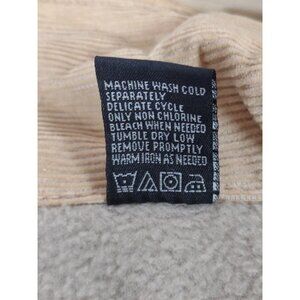 MACHINE WASH COLD
SEPARATELY
DELICATE CYCLE
ONLY NON CHLORINE
BLEACH WHEN NEEDED
TUMBLE DRY LOW
REMOVE PROMPTLY
WARM IRON AS NEEDED